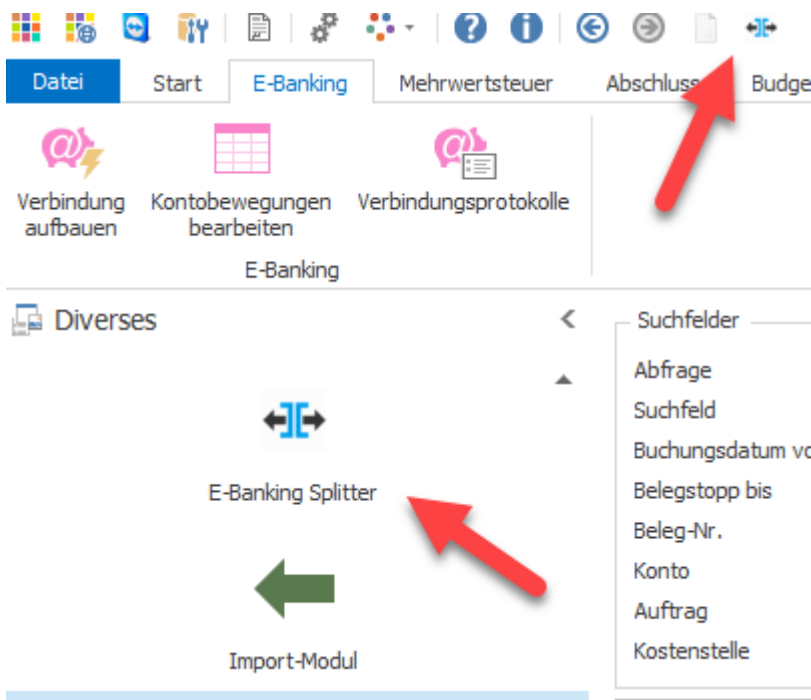 Datei Start E-Banking Mehrwertsteuer Abschluss Budge
Verbindung aufbauen
Kontobewegungen bearbeiten
Verbindungsprotokolle
E-Banking
Diverses
E-Banking Splitter
Import-Modul
Suchfelder
Abfrage
Suchfeld
Buchungsdatum vo
Belegstopp bis
Beleg-Nr.
Konto
Auftrag
Kostenstelle